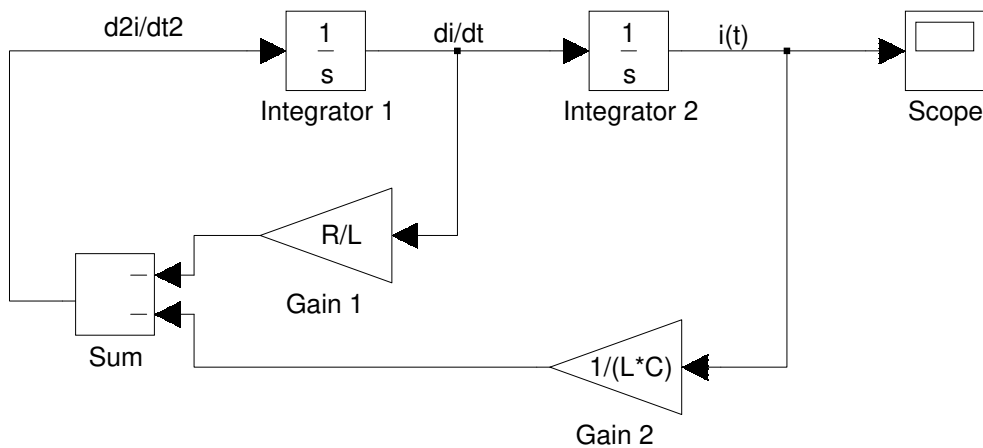 d2i/dt2
1
s
di/dt
1
s
i(t)
Integrator 1
Integrator 2
Scope
R/L
Gain 1
–
–
Sum
1/(L*C)
Gain 2